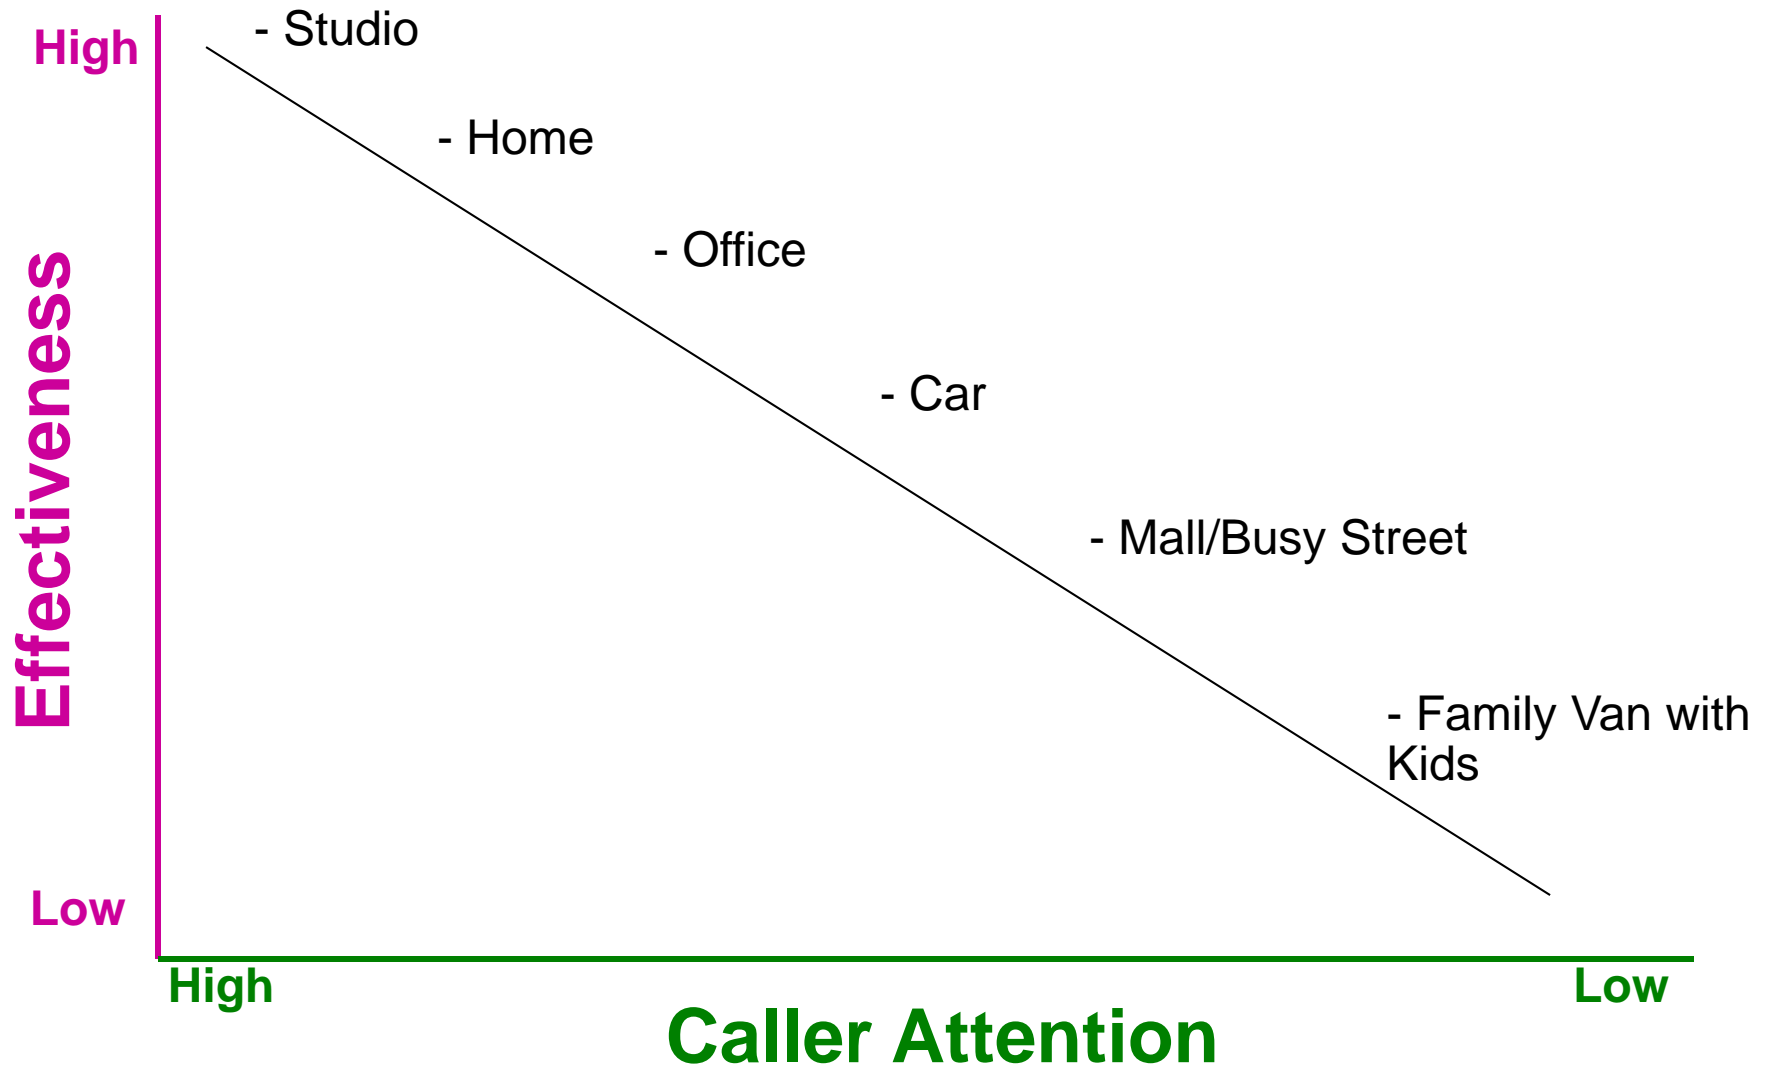 - Studio
High
- Home
- Office
Effectiveness
- Car
- Mall/Busy Street
- Family Van with
Kids
Low
High
Low
Caller Attention